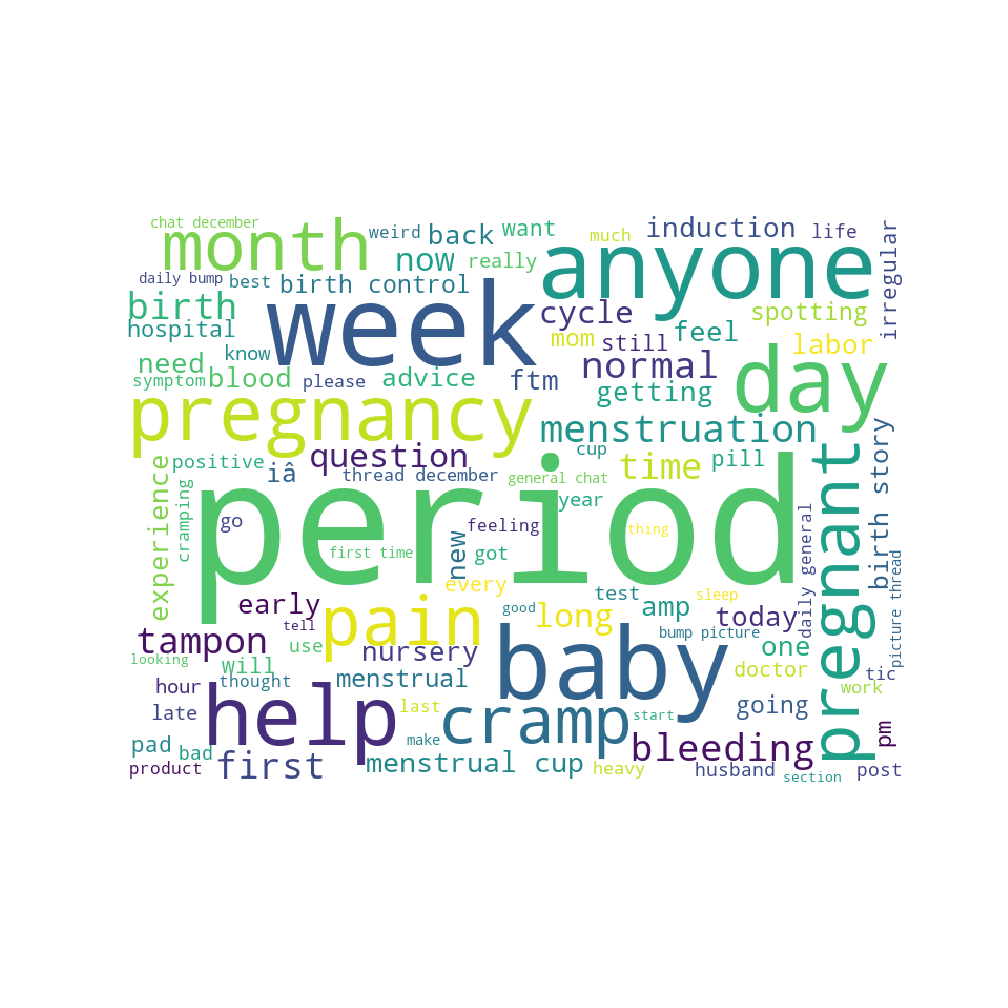 chat december
month
weird
back
want
much
induction
life
irregular
now
really
anyone
daily bump
best
birth control
week
cycle
spotting
birth
hospital
know
mom
still
feel
labor
need
symptom
blood
please
advice
ftm
normal
getting
day
pregnancy
menstruation
positive
question
iâ
thread december
cup
general chat
time
pill
pregnant
birth story
experience
cramping
go
period
year
feeling
first time
new
got
thing
every
daily general
picture thread
early
tell
pain
good
long
test
amp
sleep
today
tampon
use
nursery
baby
bump picture
one
looking
will
thought
menstrual
doctor
tic
work
hour
late
help
last
cramp
start
going
pm
pad
bad
make
bleeding
product
first
menstrual cup
heavy
husband
section
post